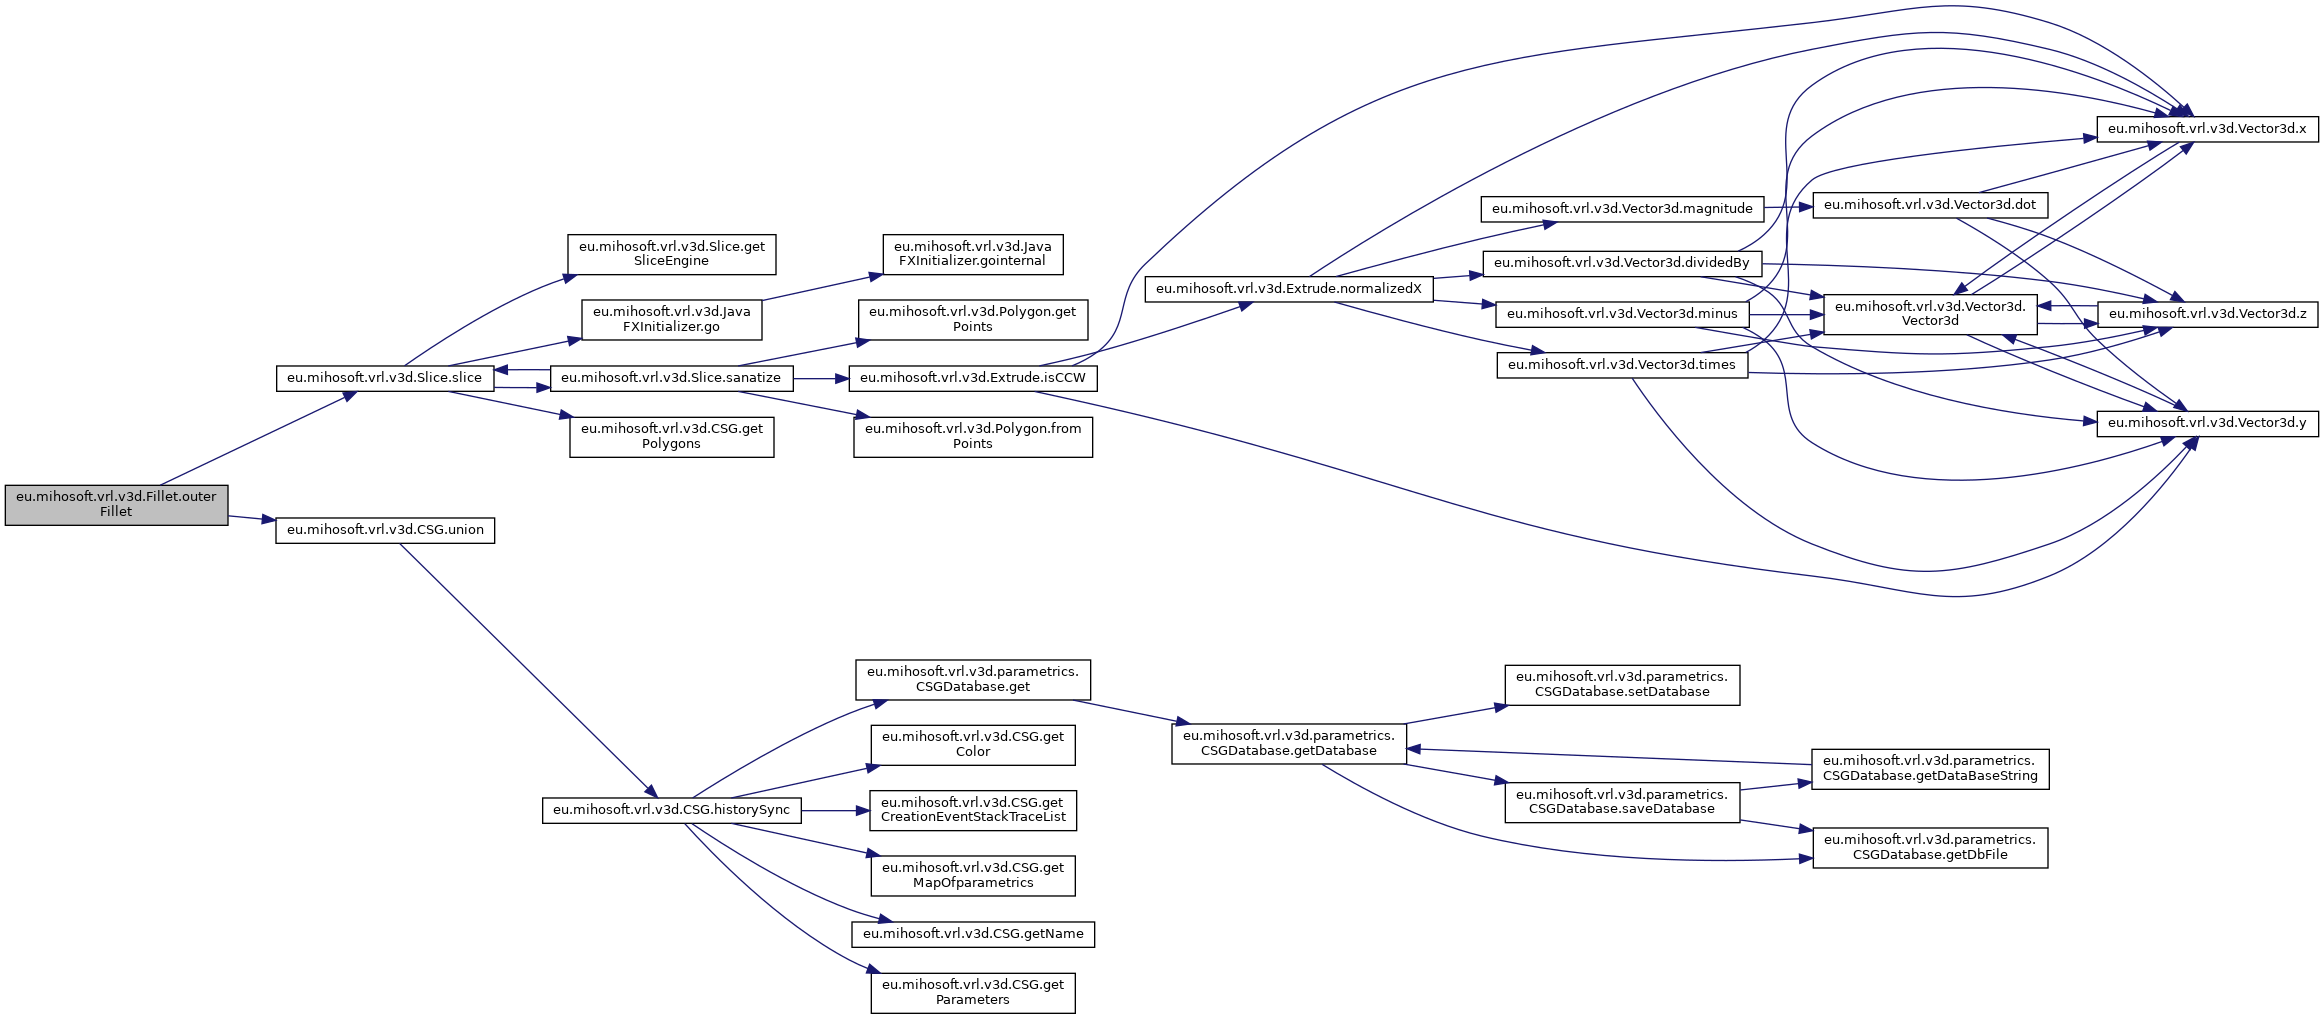 eu.mihosoft.vrl.v3d.Fillet.outer
Fillet
eu.mihosoft.vrl.v3d.Slice.slice
eu.mihosoft.vrl.v3d.CSG.union
eu.mihosoft.vrl.v3d.Slice.get
SliceEngine
eu.mihosoft.vrl.v3d.Java
FXInitializer.go
eu.mihosoft.vrl.v3d.Slice.sanatize
eu.mihosoft.vrl.v3d.CSG.get
Polygons
eu.mihosoft.vrl.v3d.CSG.historySync
eu.mihosoft.vrl.v3d.Java
FXInitializer.gointernal
eu.mihosoft.vrl.v3d.Polygon.get
Points
eu.mihosoft.vrl.v3d.Extrude.isCCW
eu.mihosoft.vrl.v3d.Polygon.from
Points
eu.mihosoft.vrl.v3d.parametrics.
CSGDatabase.get
eu.mihosoft.vrl.v3d.CSG.get
Color
eu.mihosoft.vrl.v3d.CSG.get
CreationEventStackTraceList
eu.mihosoft.vrl.v3d.CSG.get
MapOfparametrics
eu.mihosoft.vrl.v3d.CSG.getName
eu.mihosoft.vrl.v3d.CSG.get
Parameters
eu.mihosoft.vrl.v3d.Extrude.normalizedX
eu.mihosoft.vrl.v3d.parametrics.
CSGDatabase.getDatabase
eu.mihosoft.vrl.v3d.Vector3d.magnitude
eu.mihosoft.vrl.v3d.Vector3d.dividedBy
eu.mihosoft.vrl.v3d.Vector3d.minus
eu.mihosoft.vrl.v3d.Vector3d.times
eu.mihosoft.vrl.v3d.parametrics.
CSGDatabase.setDatabase
eu.mihosoft.vrl.v3d.parametrics.
CSGDatabase.saveDatabase
eu.mihosoft.vrl.v3d.Vector3d.dot
eu.mihosoft.vrl.v3d.Vector3d.
Vector3d
eu.mihosoft.vrl.v3d.parametrics.
CSGDatabase.getDataBaseString
eu.mihosoft.vrl.v3d.parametrics.
CSGDatabase.getDbFile
eu.mihosoft.vrl.v3d.Vector3d.x
eu.mihosoft.vrl.v3d.Vector3d.z
eu.mihosoft.vrl.v3d.Vector3d.y